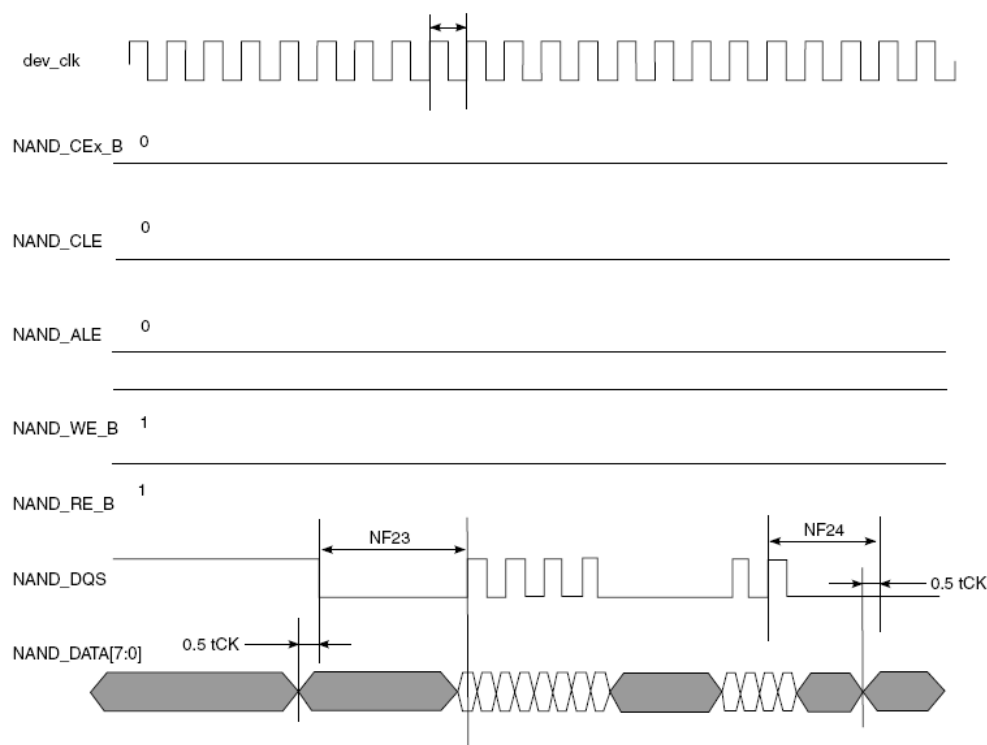 dev_clk
NAND_CEx_B 0
NAND_CLE 0
NAND_ALE 0
NAND_WE_B 1
NAND_RE_B 1
NF23
NF24
NAND_DQS
0.5 tCK
0.5 tCK
NAND_DATA[7:0]